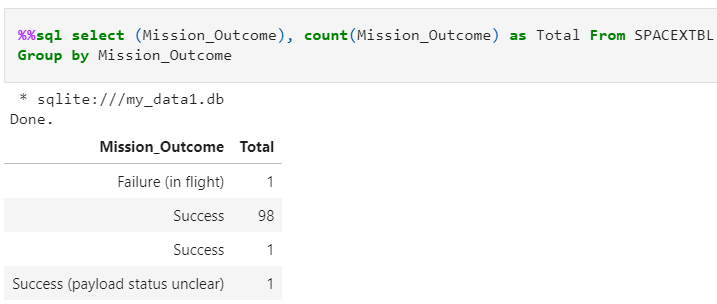 %%sql select (Mission_Outcome), count(Mission_Outcome) as Total From SPACEXTBL
Group by Mission_Outcome
* sqlite:///my_data1.db
Done.
Mission_Outcome Total
Failure (in flight) 1
Success 98
Success 1
Success (payload status unclear) 1